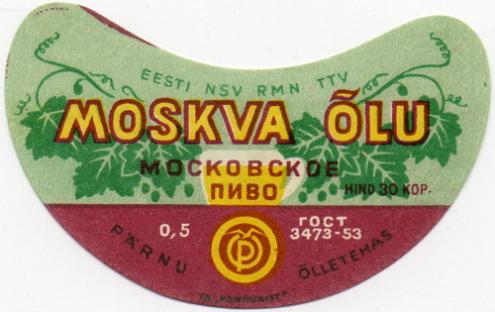 EESTI NSV RMN TTV
MOSKVA ÕLU
МОСКОВСКОЕ
ПИВО
HIND 30 KOP.
0,5
ГОСТ
3473-53
PÄRNU ÕLLETEHAS
TR. "KOMMUNIST"